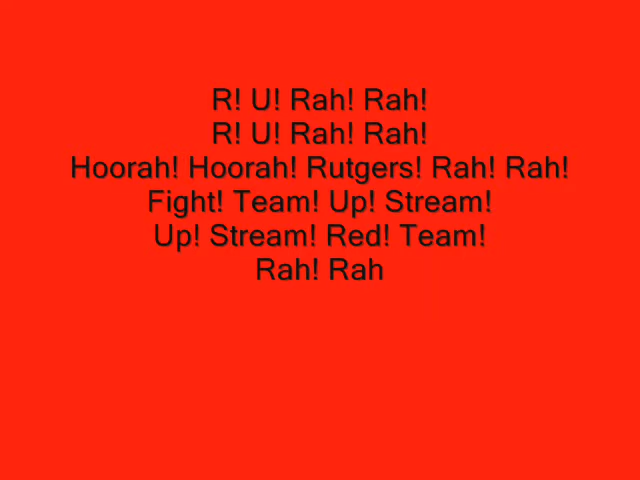 R! U! Rah! Rah!
R! U! Rah! Rah!
Hoorah! Hoorah! Rutgers! Rah! Rah!
Fight! Team! Up! Stream!
Up! Stream! Red! Team!
Rah! Rah